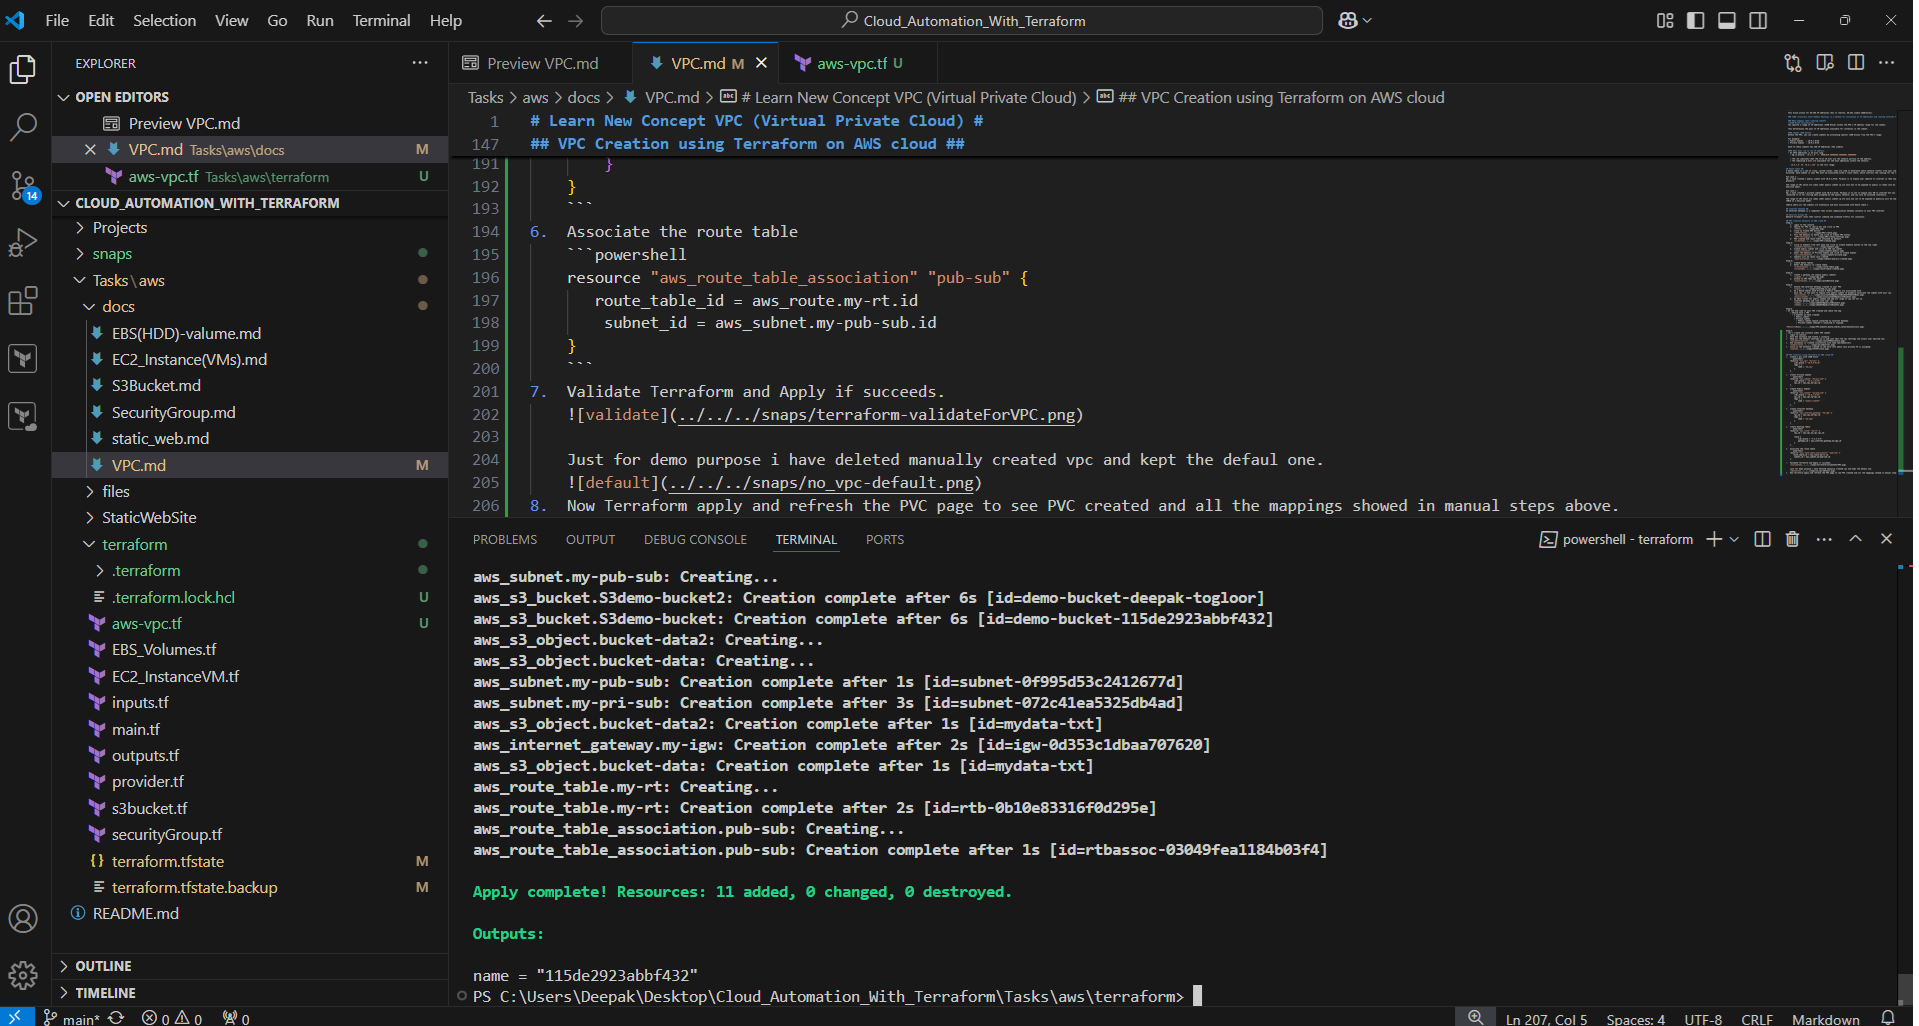 File Edit Selection View Go Run Terminal Help
Cloud_Automation_With_Terraform
EXPLORER
OPEN EDITORS
Preview VPC.md
VPC.md Tasks\aws\docs M
aws-vpc.tf Tasks\aws\terraform U
CLOUD_AUTOMATION_WITH_TERRAFORM
Projects
snaps
Tasks\aws
docs
EBS(HDD)-valume.md
EC2_Instance(VMs).md
S3Bucket.md
SecurityGroup.md
static_web.md
VPC.md M
files
StaticWebSite
terraform
.terraform
.terraform.lock.hcl U
aws-vpc.tf U
EBS_Volumes.tf
EC2_InstanceVM.tf
inputs.tf
main.tf
outputs.tf
provider.tf
s3bucket.tf
securityGroup.tf
terraform.tfstate M
terraform.tfstate.backup M
README.md
OUTLINE
TIMELINE
14
Preview VPC.md VPC.md M aws-vpc.tf U
Tasks > aws > docs > VPC.md > # Learn New Concept VPC (Virtual Private Cloud) > ## VPC Creation using Terraform on AWS cloud
1 # Learn New Concept VPC (Virtual Private Cloud) #
147 ## VPC Creation using Terraform on AWS cloud ##
191 }
192 }
193 ```
194 6. Associate the route table
195 ```powershell
196 resource "aws_route_table_association" "pub-sub" {
197 route_table_id = aws_route.my-rt.id
198 subnet_id = aws_subnet.my-pub-sub.id
199 }
200 ```
201 7. Validate Terraform and Apply if succeeds.
202 ![validate](../../../snaps/terraform-validateForVPC.png)
203
204 Just for demo purpose i have deleted manually created vpc and kept the defaul one.
205 ![default](../../../snaps/no_vpc-default.png)
206 8. Now Terraform apply and refresh the PVC page to see PVC created and all the mappings showed in manual steps above.
PROBLEMS OUTPUT DEBUG CONSOLE TERMINAL PORTS
powershell - terraform
aws_subnet.my-pub-sub: Creating...
aws_s3_bucket.S3demo-bucket2: Creation complete after 6s [id=demo-bucket-deepak-togloor]
aws_s3_bucket.S3demo-bucket: Creation complete after 6s [id=demo-bucket-115de2923abbf432]
aws_s3_object.bucket-data2: Creating...
aws_s3_object.bucket-data: Creating...
aws_subnet.my-pub-sub: Creation complete after 1s [id=subnet-0f995d53c2412677d]
aws_subnet.my-pri-sub: Creation complete after 3s [id=subnet-072c41ea5325db4ad]
aws_s3_object.bucket-data2: Creation complete after 1s [id=mydata-txt]
aws_internet_gateway.my-igw: Creation complete after 2s [id=igw-0d353c1dbaa707620]
aws_s3_object.bucket-data: Creation complete after 1s [id=mydata-txt]
aws_route_table.my-rt: Creating...
aws_route_table.my-rt: Creation complete after 2s [id=rtb-0b10e83316f0d295e]
aws_route_table_association.pub-sub: Creating...
aws_route_table_association.pub-sub: Creation complete after 1s [id=rtbassoc-03049fea1184b03f4]
Apply complete! Resources: 11 added, 0 changed, 0 destroyed.
Outputs:
name = "115de2923abbf432"
PS C:\Users\Deepak\Desktop\Cloud_Automation_With_Terraform\Tasks\aws\terraform>
main* 0 0 0
Ln 207, Col 5 Spaces: 4 UTF-8 CRLF Markdown